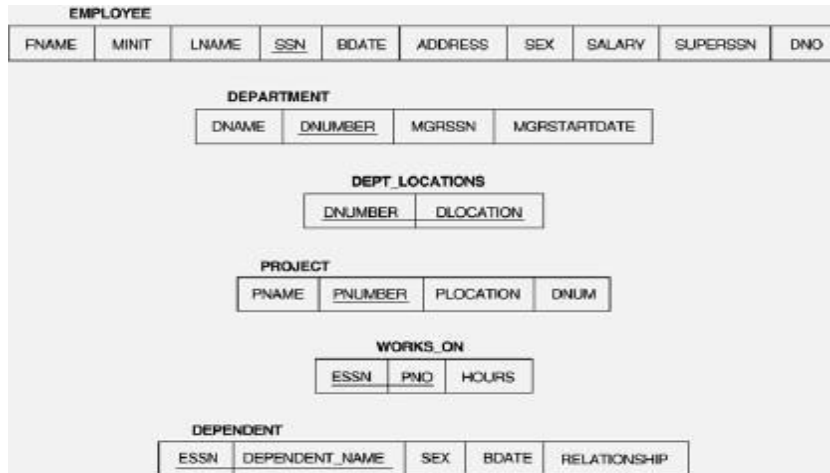 EMPLOYEE
FNAME MINIT LNAME SSN BDATE ADDRESS SEX SALARY SUPERSSN DNO
DEPARTMENT
DNAME DNUMBER MGRSSN MGRSTARTDATE
DEPT_LOCATIONS
DNUMBER DLOCATION
PROJECT
PNAME PNUMBER PLOCATION DNUM
WORKS_ON
ESSN PNO HOURS
DEPENDENT
ESSN DEPENDENT_NAME SEX BDATE RELATIONSHIP